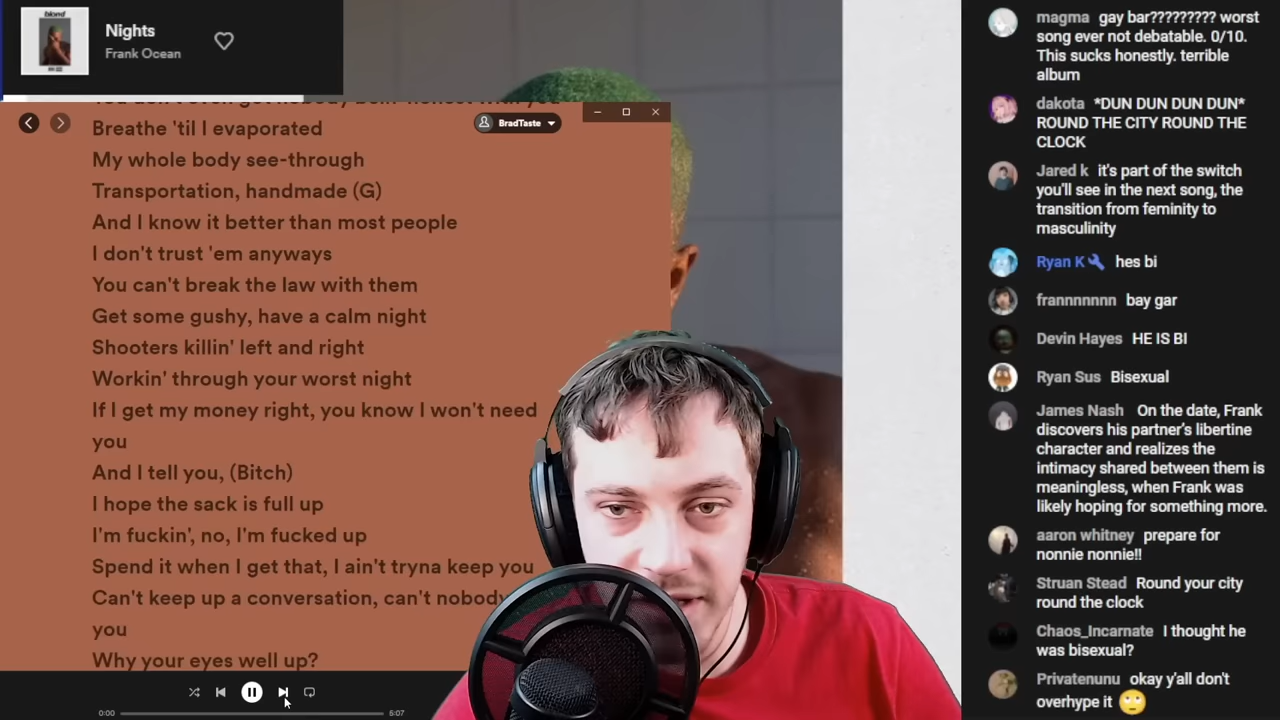 blond
Nights
Frank Ocean
BradTaste
Breathe 'til I evaporated
My whole body see-through
Transportation, handmade (G)
And I know it better than most people
I don't trust 'em anyways
You can't break the law with them
Get some gushy, have a calm night
Shooters killin' left and right
Workin' through your worst night
If I get my money right, you know I won't need
you
And I tell you, (Bitch)
I hope the sack is full up
I'm fuckin', no, I'm fucked up
Spend it when I get that, I ain't tryna keep you
Can't keep up a conversation, can't nobody
you
Why your eyes well up?
0:00
5:07
magma gay bar????????? worst
song ever not debatable. 0/10.
This sucks honestly. terrible
album
dakota *DUN DUN DUN DUN*
ROUND THE CITY ROUND THE
CLOCK
Jared k it's part of the switch
you'll see in the next song, the
transition from feminity to
masculinity
Ryan K hes bi
frannnnnnn bay gar
Devin Hayes HE IS BI
Ryan Sus Bisexual
James Nash On the date, Frank
discovers his partner's libertine
character and realizes the
intimacy shared between them is
meaningless, when Frank was
likely hoping for something more.
aaron whitney prepare for
nonnie nonnie!!
Struan Stead Round your city
round the clock
Chaos_Incarnate I thought he
was bisexual?
Privatenunu okay y'all don't
overhype it 🙄